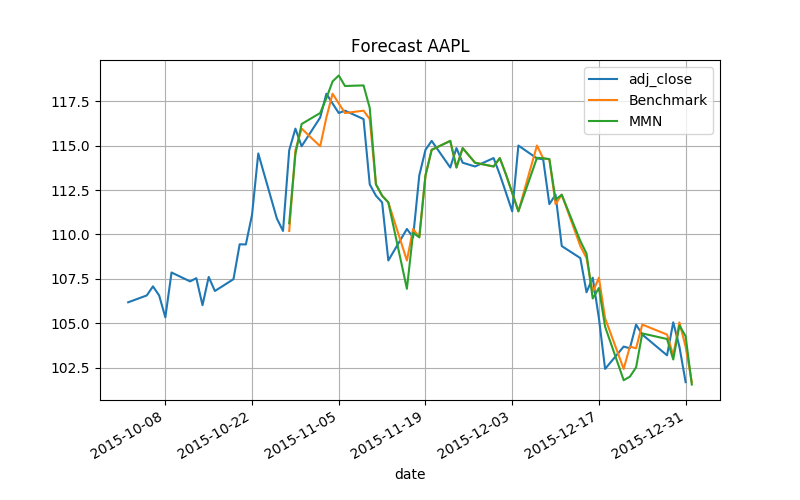 Forecast AAPL
adj_close
Benchmark
MMN
117.5
115.0
112.5
110.0
107.5
105.0
102.5
2015-10-08
2015-10-22
2015-11-05
2015-11-19
2015-12-03
2015-12-17
2015-12-31
date